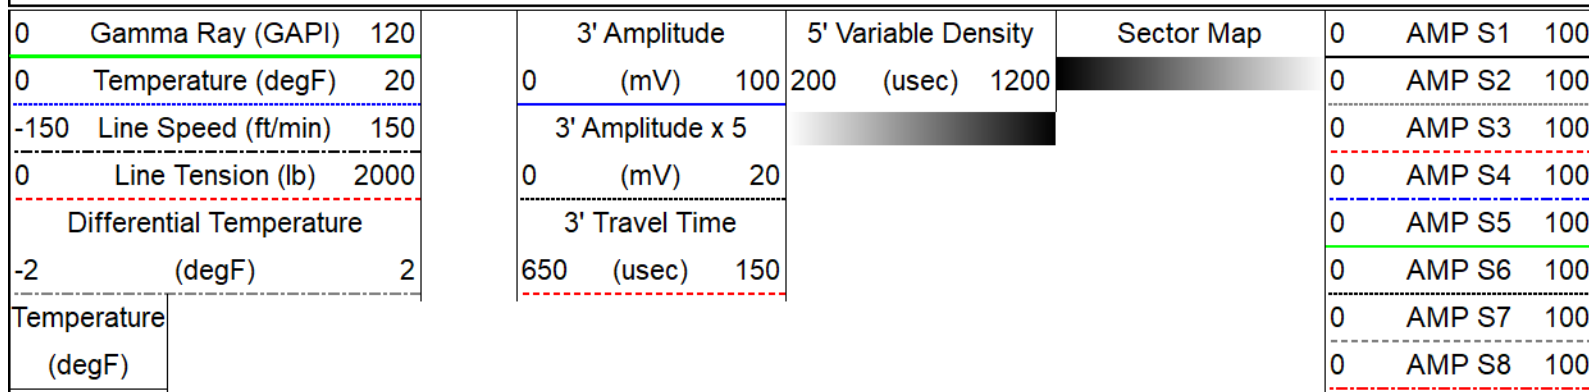 0 Gamma Ray (GAPI) 120
0 Temperature (degF) 20
-150 Line Speed (ft/min) 150
0 Line Tension (lb) 2000
Differential Temperature
-2 (degF) 2
Temperature
(degF)
3' Amplitude
0 (mV) 100
3' Amplitude x 5
0 (mV) 20
3' Travel Time
650 (usec) 150
5' Variable Density
200 (usec) 1200
Sector Map
0 AMP S1 100
0 AMP S2 100
0 AMP S3 100
0 AMP S4 100
0 AMP S5 100
0 AMP S6 100
0 AMP S7 100
0 AMP S8 100